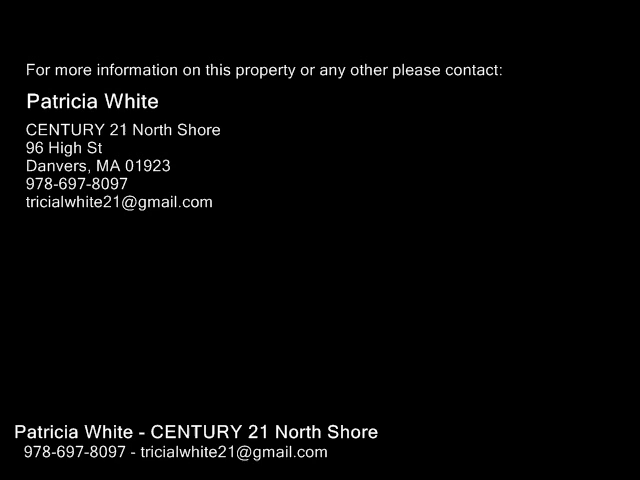 For more information on this property or any other please contact:
Patricia White
CENTURY 21 North Shore
96 High St
Danvers, MA 01923
978-697-8097
tricialwhite21@gmail.com
Patricia White - CENTURY 21 North Shore
978-697-8097 - tricialwhite21@gmail.com